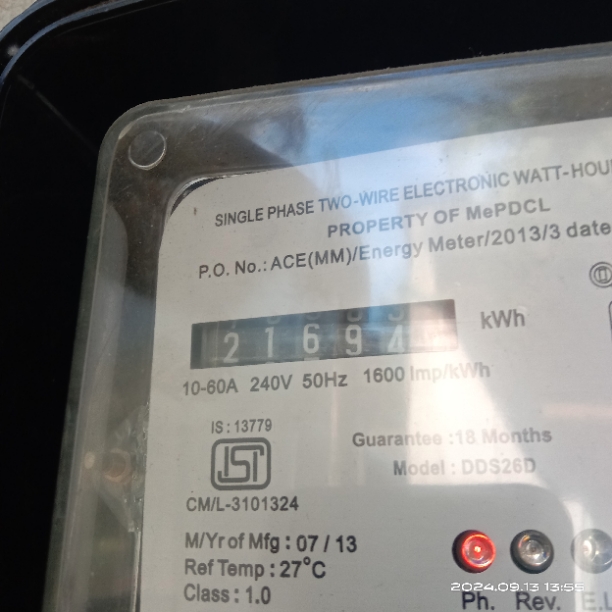 SINGLE PHASE TWO-WIRE ELECTRONIC WATT-HOU
PROPERTY OF MePDCL
P.O. No.: ACE(MM)/Energy Meter/2013/3 date
21694 kWh
10-60A 240V 50Hz 1600 Imp/kWh
IS : 13779
ISI
Guarantee :18 Months
Model : DDS26D
CM/L-3101324
M/Yr of Mfg : 07 / 13
Ref Temp : 27°C
Class : 1.0
2024.09.13 13:55
Ph. Rev. E.L